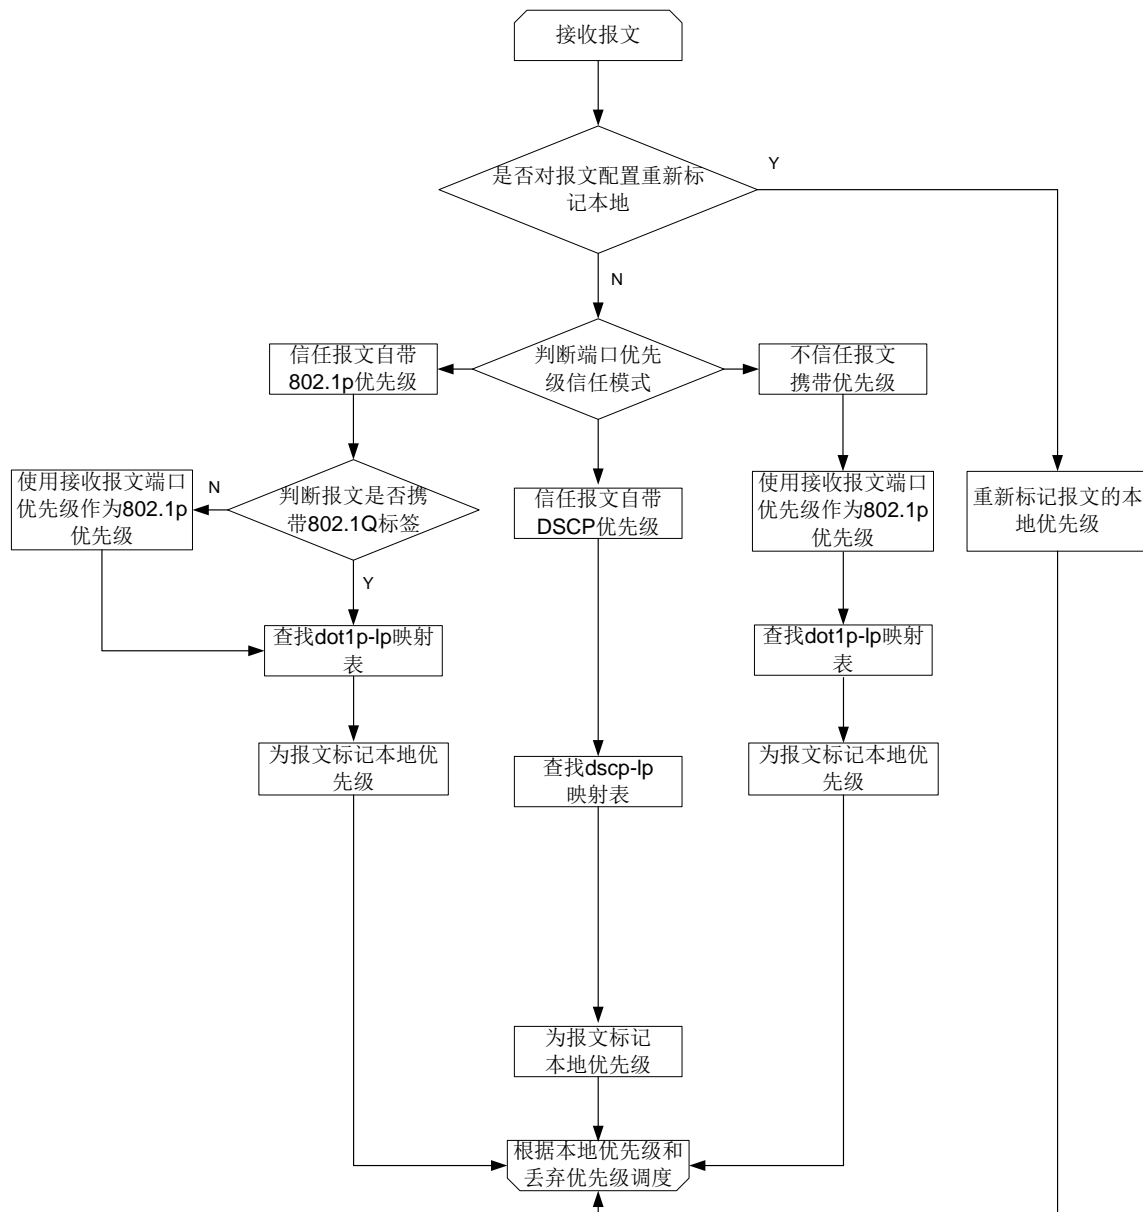 接收报文
是否对报文配置重新标
记本地
Y
N
信任报文自带
802.1p优先级
判断端口优先
级信任模式
不信任报文
携带优先级
使用接收报文端口
优先级作为802.1p
优先级
N
判断报文是否携
带802.1Q标签
信任报文自带
DSCP优先级
使用接收报文端口
优先级作为802.1p
优先级
重新标记报文的本
地优先级
Y
查找dot1p-lp映射
表
查找dot1p-lp映射
表
为报文标记本地优
先级
查找dscp-lp
映射表
为报文标记本地优
先级
为报文标记
本地优先级
根据本地优先级和
丢弃优先级调度